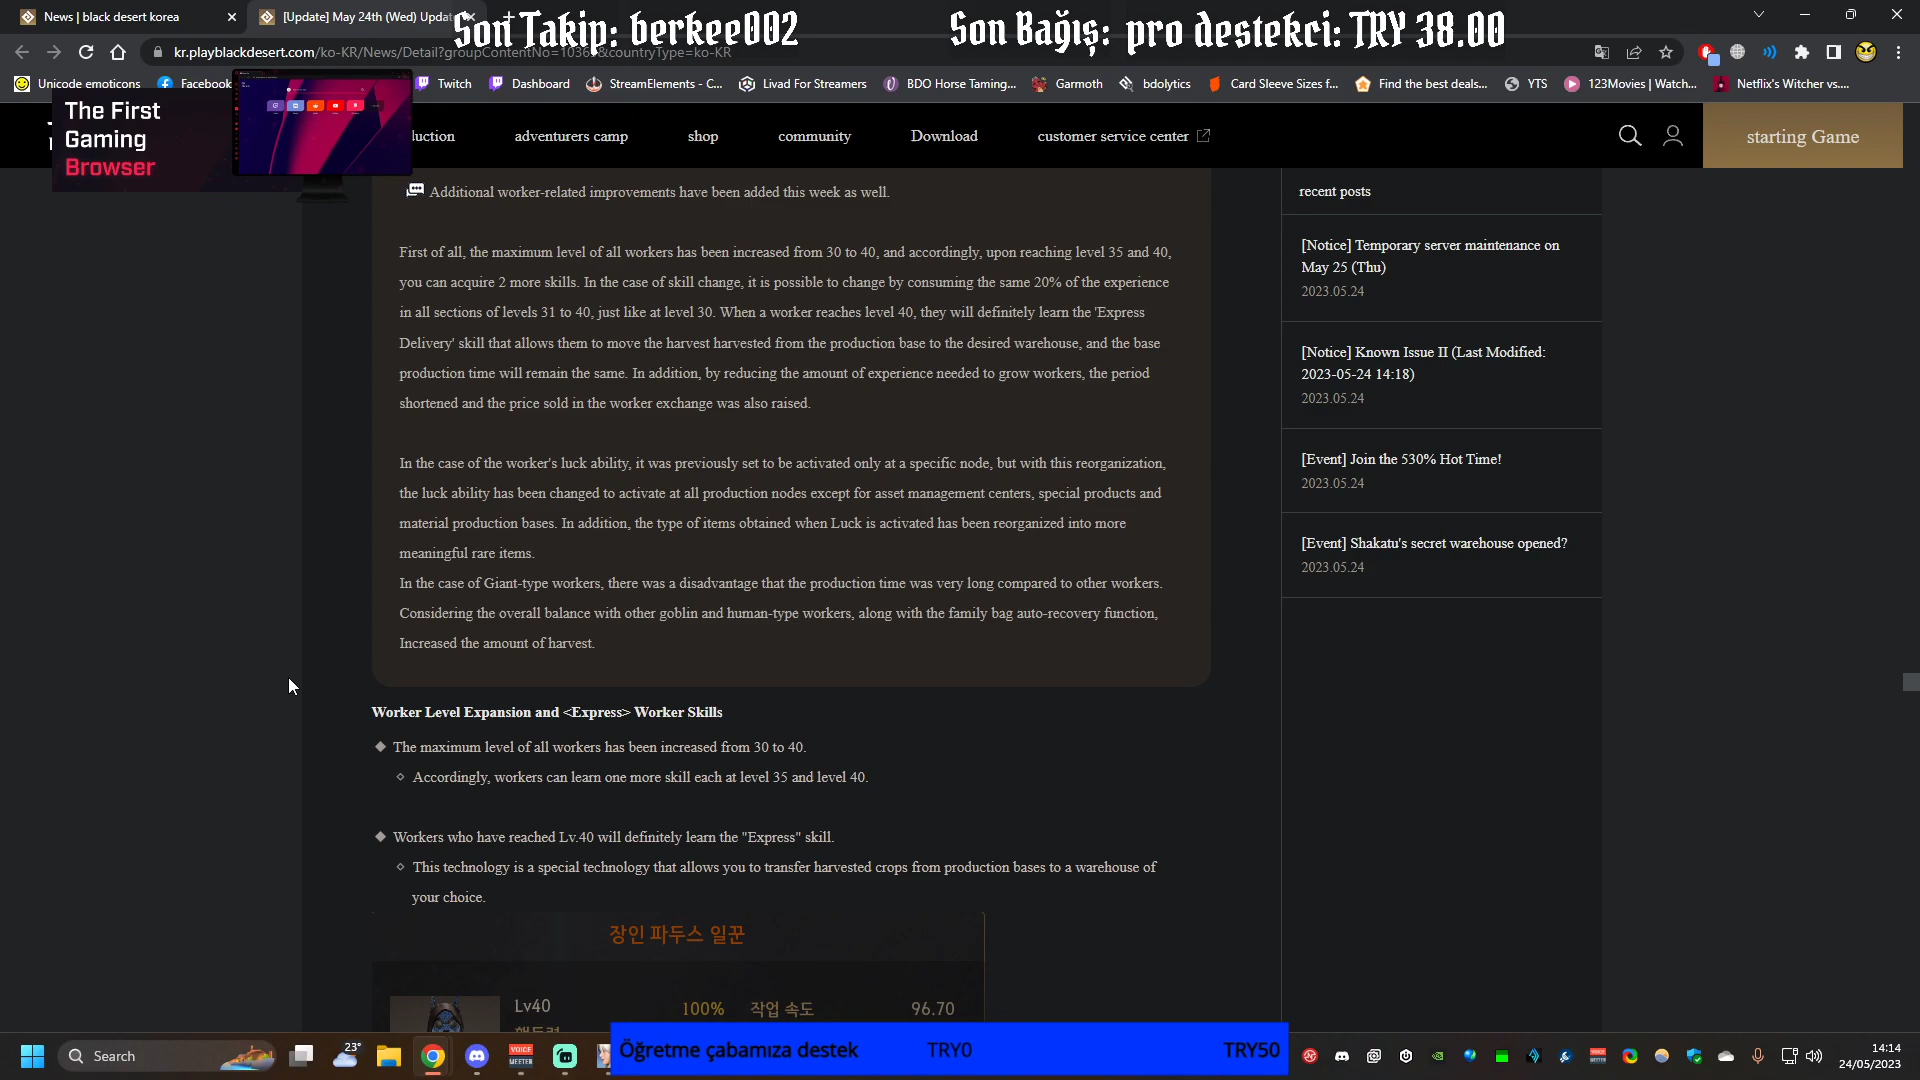 News | black desert korea
[Update] May 24th (Wed) Upda
Son Takip: berkee002
Son Bağış: pro destekci: TRY 38.00
kr.playblackdesert.com/ko-KR/News/Detail?groupContentNo=1036 &countryType=ko-KR
Unicode emoticons
Facebook
Twitch
Dashboard
StreamElements - C...
Livad For Streamers
BDO Horse Taming...
Garmoth
bdolytics
Card Sleeve Sizes f...
Find the best deals...
YTS
123Movies | Watch...
Netflix's Witcher vs....
The First
Gaming
Browser
duction
adventurers camp
shop
community
Download
customer service center
starting Game
Additional worker-related improvements have been added this week as well.
First of all, the maximum level of all workers has been increased from 30 to 40, and accordingly, upon reaching level 35 and 40,
you can acquire 2 more skills. In the case of skill change, it is possible to change by consuming the same 20% of the experience
in all sections of levels 31 to 40, just like at level 30. When a worker reaches level 40, they will definitely learn the 'Express
Delivery' skill that allows them to move the harvest harvested from the production base to the desired warehouse, and the base
production time will remain the same. In addition, by reducing the amount of experience needed to grow workers, the period
shortened and the price sold in the worker exchange was also raised.
In the case of the worker's luck ability, it was previously set to be activated only at a specific node, but with this reorganization,
the luck ability has been changed to activate at all production nodes except for asset management centers, special products and
material production bases. In addition, the type of items obtained when Luck is activated has been reorganized into more
meaningful rare items.
In the case of Giant-type workers, there was a disadvantage that the production time was very long compared to other workers.
Considering the overall balance with other goblin and human-type workers, along with the family bag auto-recovery function,
Increased the amount of harvest.
Worker Level Expansion and <Express> Worker Skills
The maximum level of all workers has been increased from 30 to 40.
Accordingly, workers can learn one more skill each at level 35 and level 40.
Workers who have reached Lv.40 will definitely learn the "Express" skill.
This technology is a special technology that allows you to transfer harvested crops from production bases to a warehouse of
your choice.
장인 파두스 일꾼
Lv40
100%
작업 속도
96.70
recent posts
[Notice] Temporary server maintenance on
May 25 (Thu)
2023.05.24
[Notice] Known Issue II (Last Modified:
2023-05-24 14:18)
2023.05.24
[Event] Join the 530% Hot Time!
2023.05.24
[Event] Shakatu's secret warehouse opened?
2023.05.24
Search
23°
VOICE
MEETER
Öğretme çabamıza destek
TRY0
TRY50
14:14
24/05/2023